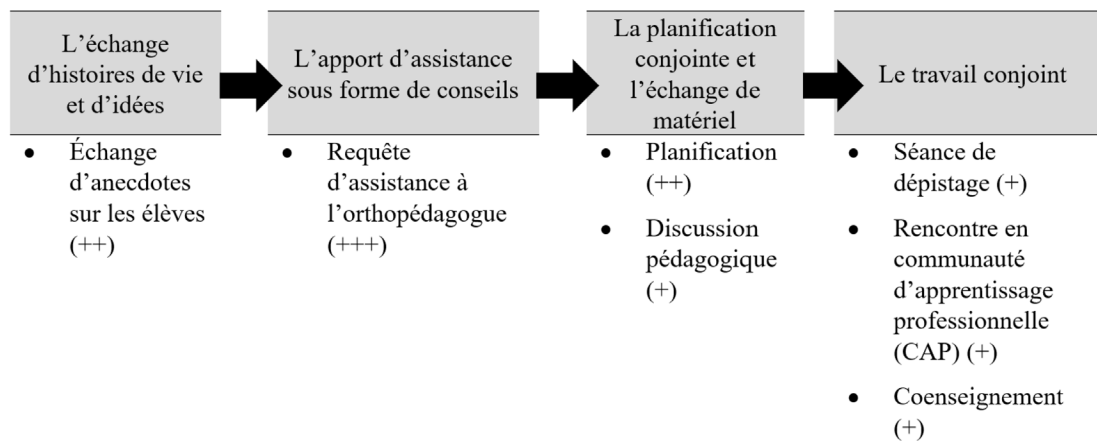 L’échange
d’histoires de vie
et d’idées
L’apport d’assistance
sous forme de conseils
La planification
conjointe et
l’échange de
matériel
Le travail conjoint
• Échange
d’anecdotes
sur les élèves
(++)
• Requête
d’assistance à
l’orthopédagogue
(+++)
• Planification
(++)
• Discussion
pédagogique
(+)
• Séance de
dépistage (+)
• Rencontre en
communauté
d’apprentissage
professionnelle
(CAP) (+)
• Coenseignement
(+)